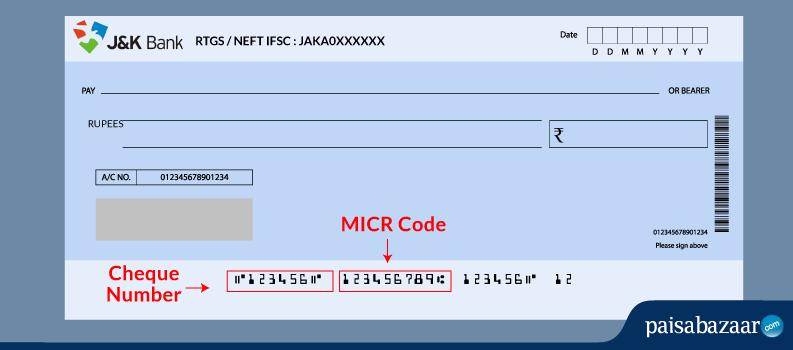 J&K Bank RTGS / NEFT IFSC : JAKA0XXXXXX Date
D D M M Y Y Y Y
PAY OR BEARER
RUPEES ₹
A/C NO. 012345678901234
MICR Code
012345678901234
Please sign above
Cheque Number
⑈123456⑈ 123456789⑆ 123456⑈ 12
paisabazaar.com